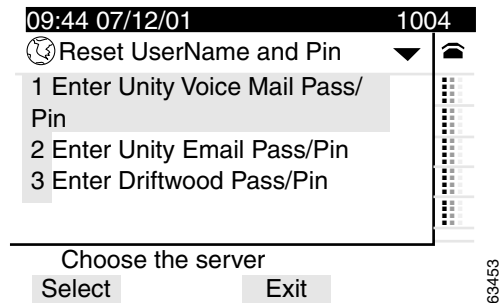 09:44 07/12/01 1004
Reset UserName and Pin
1 Enter Unity Voice Mail Pass/
Pin
2 Enter Unity Email Pass/Pin
3 Enter Driftwood Pass/Pin
Choose the server
Select Exit
63453